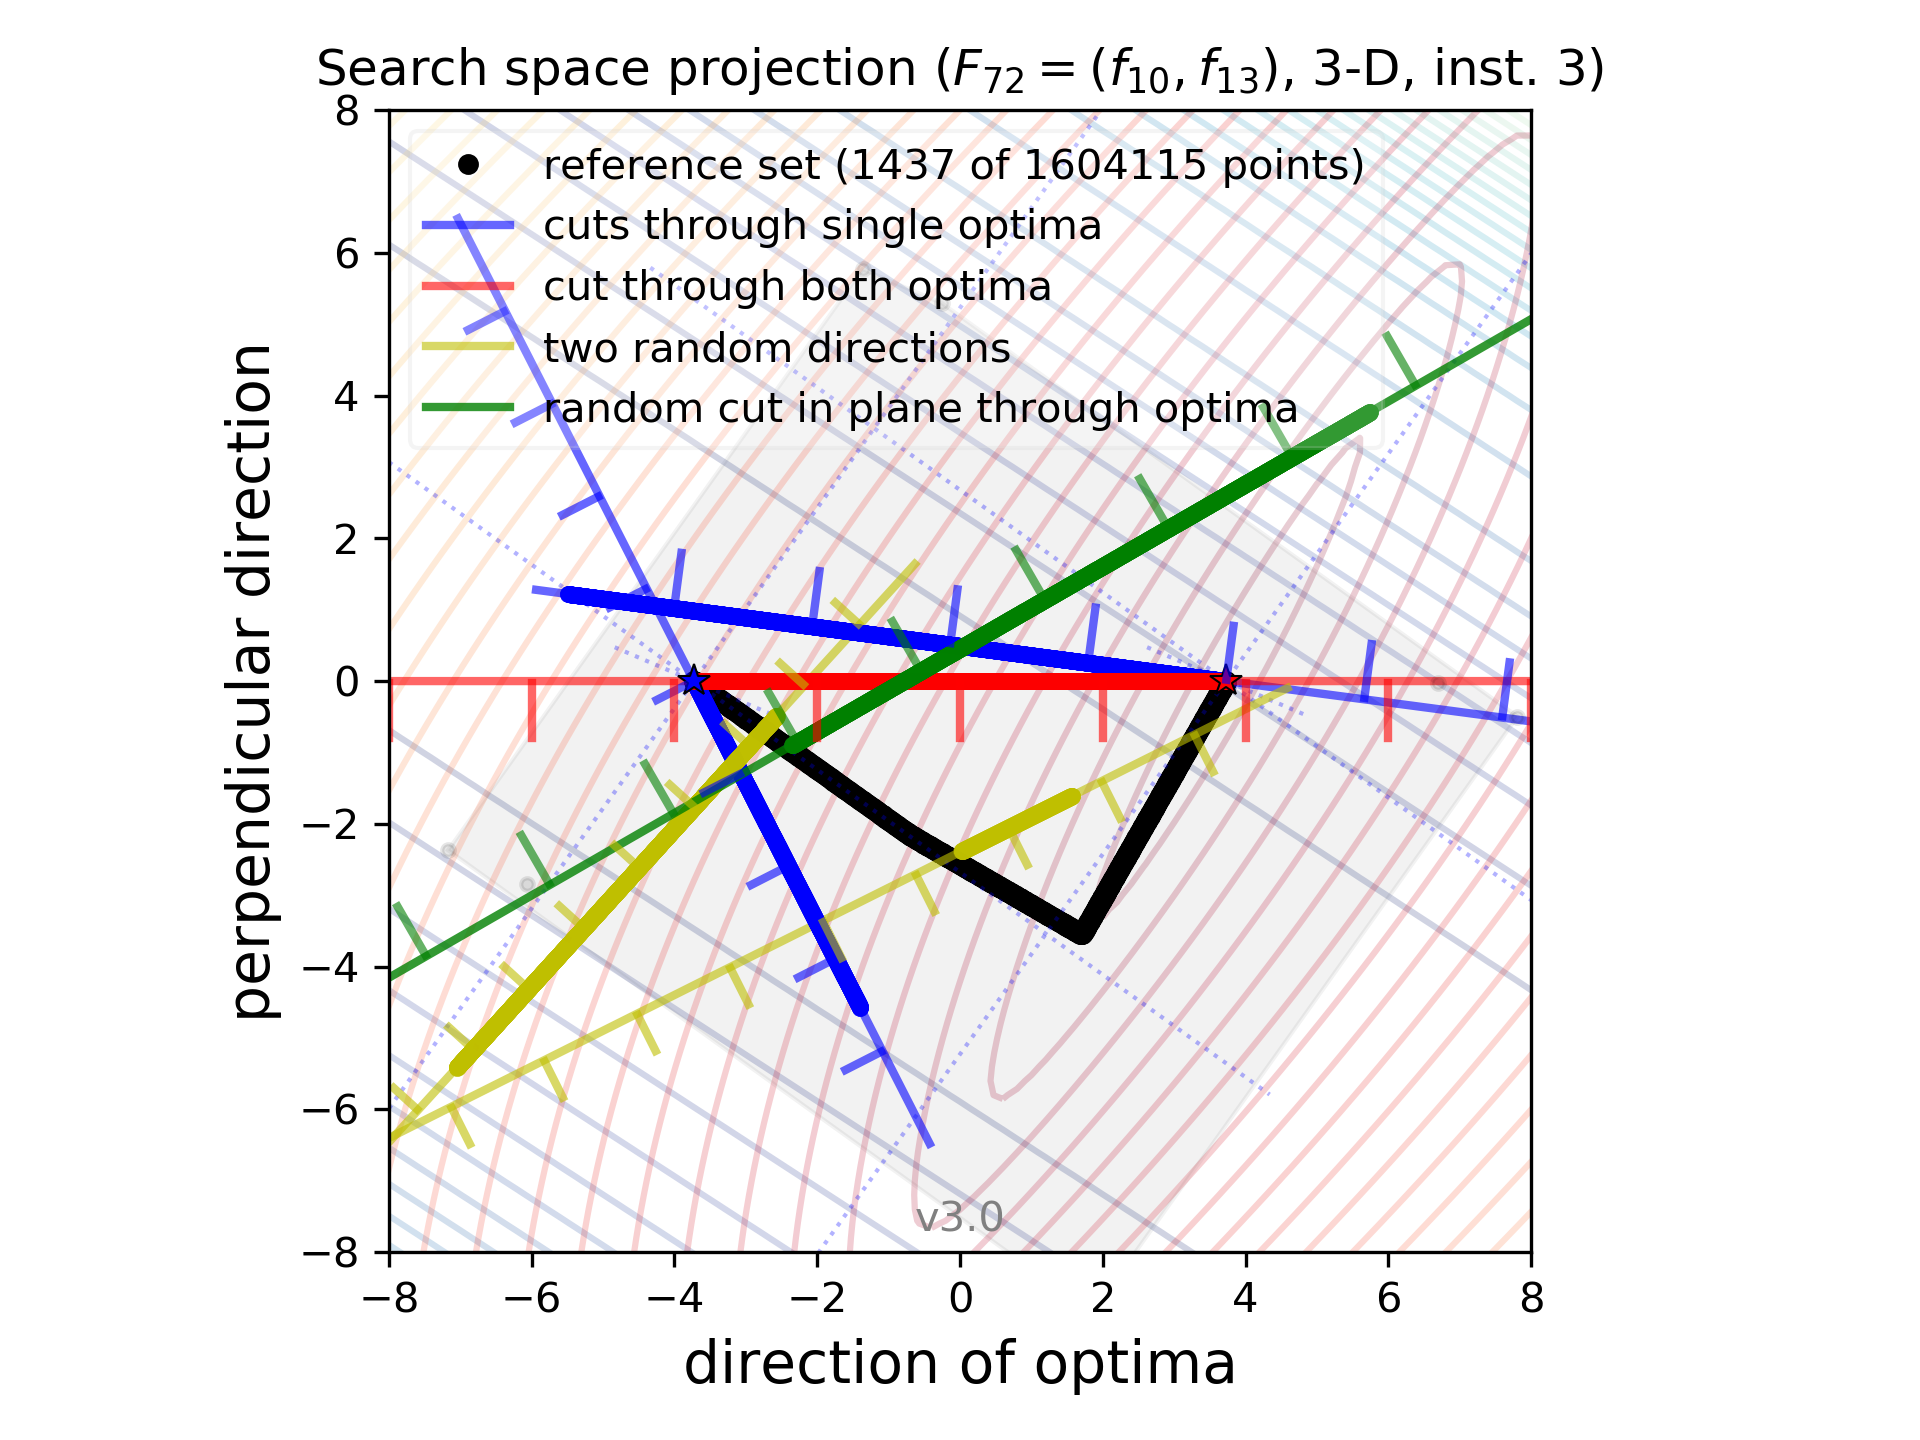 Search space projection (F₇₂ = (f₁₀, f₁₃), 3-D, inst. 3)
reference set (1437 of 1604115 points)
cuts through single optima
cut through both optima
two random directions
random cut in plane through optima
perpendicular direction
8
6
4
2
0
−2
−4
−6
−8
v3.0
−8 −6 −4 −2 0 2 4 6 8
direction of optima